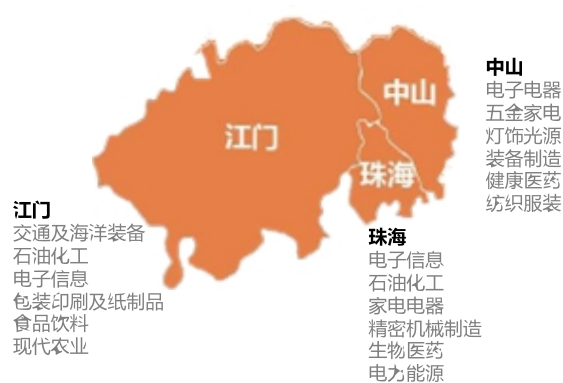 中山
江门
珠海
中山
电子电器
五金家电
灯饰光源
装备制造
健康医药
纺织服装
江门
交通及海洋装备
石油化工
电子信息
包装印刷及纸制品
食品饮料
现代农业
珠海
电子信息
石油化工
家电电器
精密机械制造
生物医药
电力能源